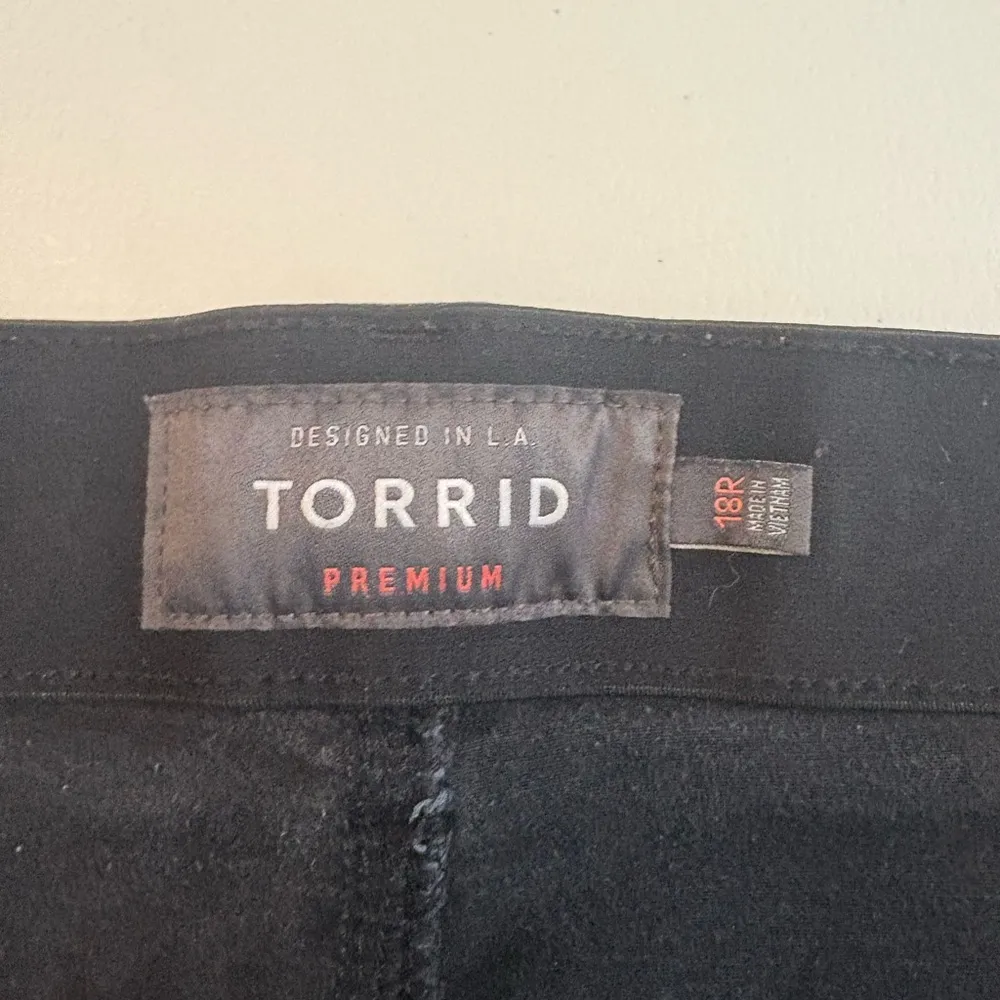 DESIGNED IN L.A.
TORRID
PREMIUM
18R
MADE IN
VIETNAM